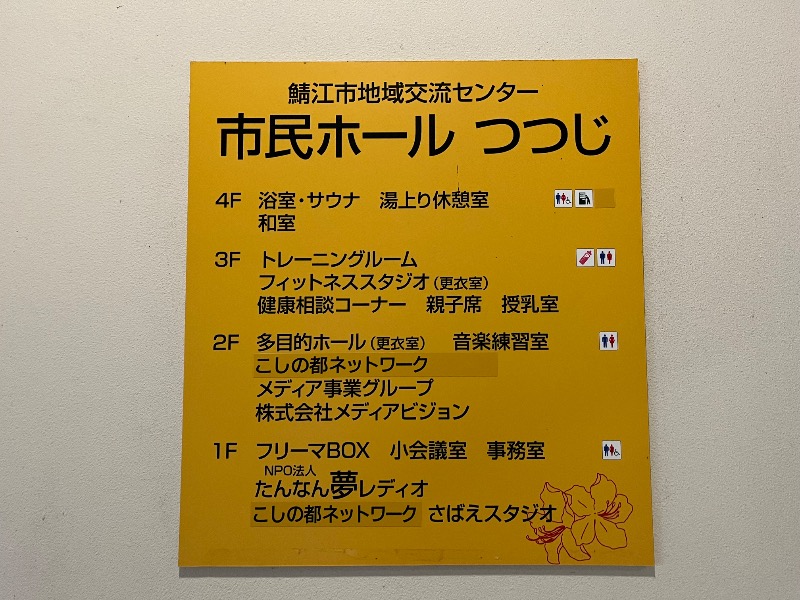 鯖江市地域交流センター
市民ホール つつじ
4F 浴室・サウナ 湯上り休憩室
和室
3F トレーニングルーム
フィットネススタジオ(更衣室)
健康相談コーナー 親子席 授乳室
2F 多目的ホール(更衣室) 音楽練習室
こしの都ネットワーク
メディア事業グループ
株式会社メディアビジョン
1F フリーマBOX 小会議室 事務室
NPO法人
たんなん夢レディオ
こしの都ネットワーク さばえスタジオ